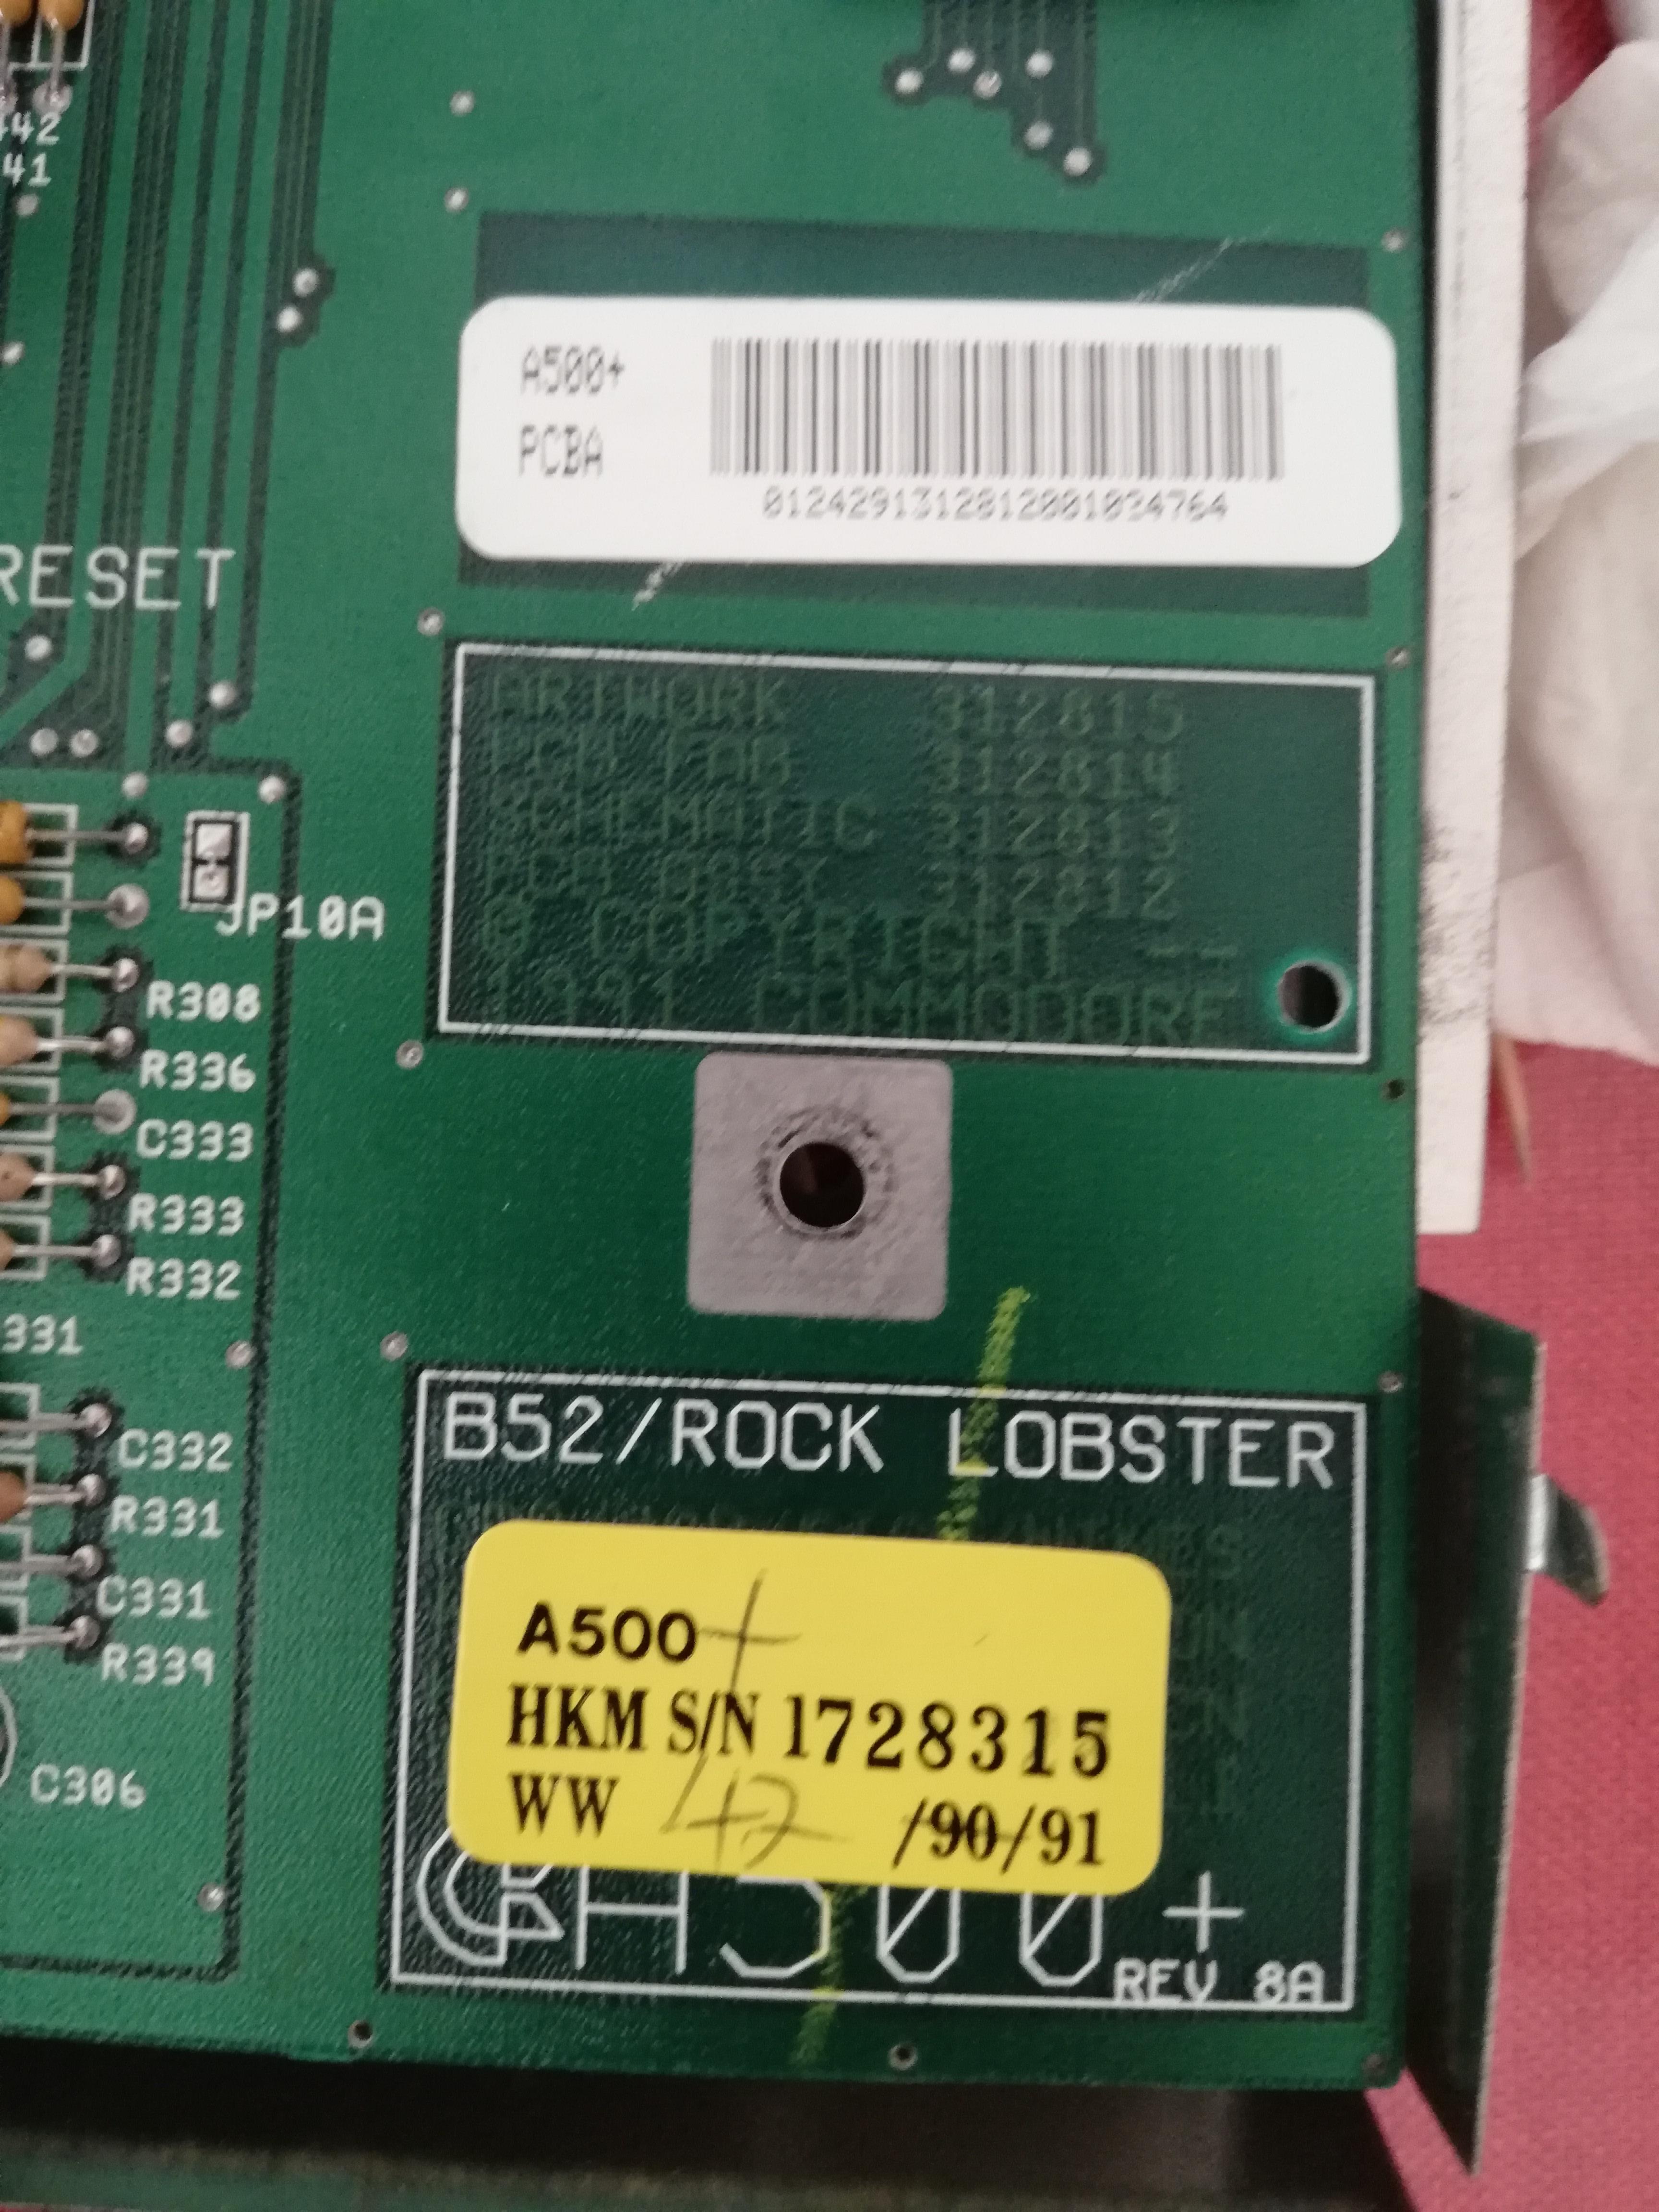 42
41
A500+
PCBA
0124291312812001034764
RESET
ARTWORK 312815
PCB FAB 312814
SCHEMATIC 312813
PCB ASSY 312812
© COPYRIGHT --
1991 COMMODORE
JP10A
R308
R336
C333
R333
R332
331
C332
R331
C331
R339
C306
B52/ROCK LOBSTER
A500+
HKM S/N 1728315
WW 42 /90/91
A500+
REV 8A